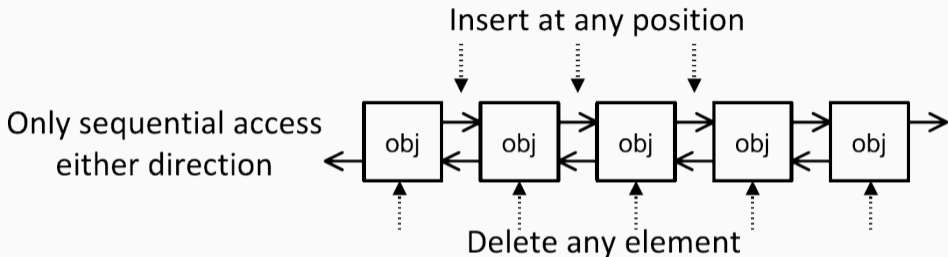 Insert at any position
Only sequential access
either direction
obj obj obj obj obj
Delete any element